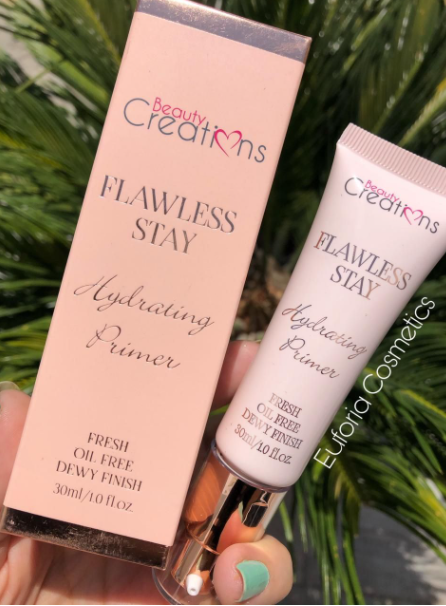 Beauty
Creations
FLAWLESS
STAY
Hydrating
Primer
FRESH
OIL FREE
DEWY FINISH
30ml/1.0 fl.oz.
Beauty
Creations
FLAWLESS
STAY
Hydrating
Primer
FRESH
OIL FREE
DEWY FINISH
30ml/1.0 fl.oz.
Euforia Cosmetics